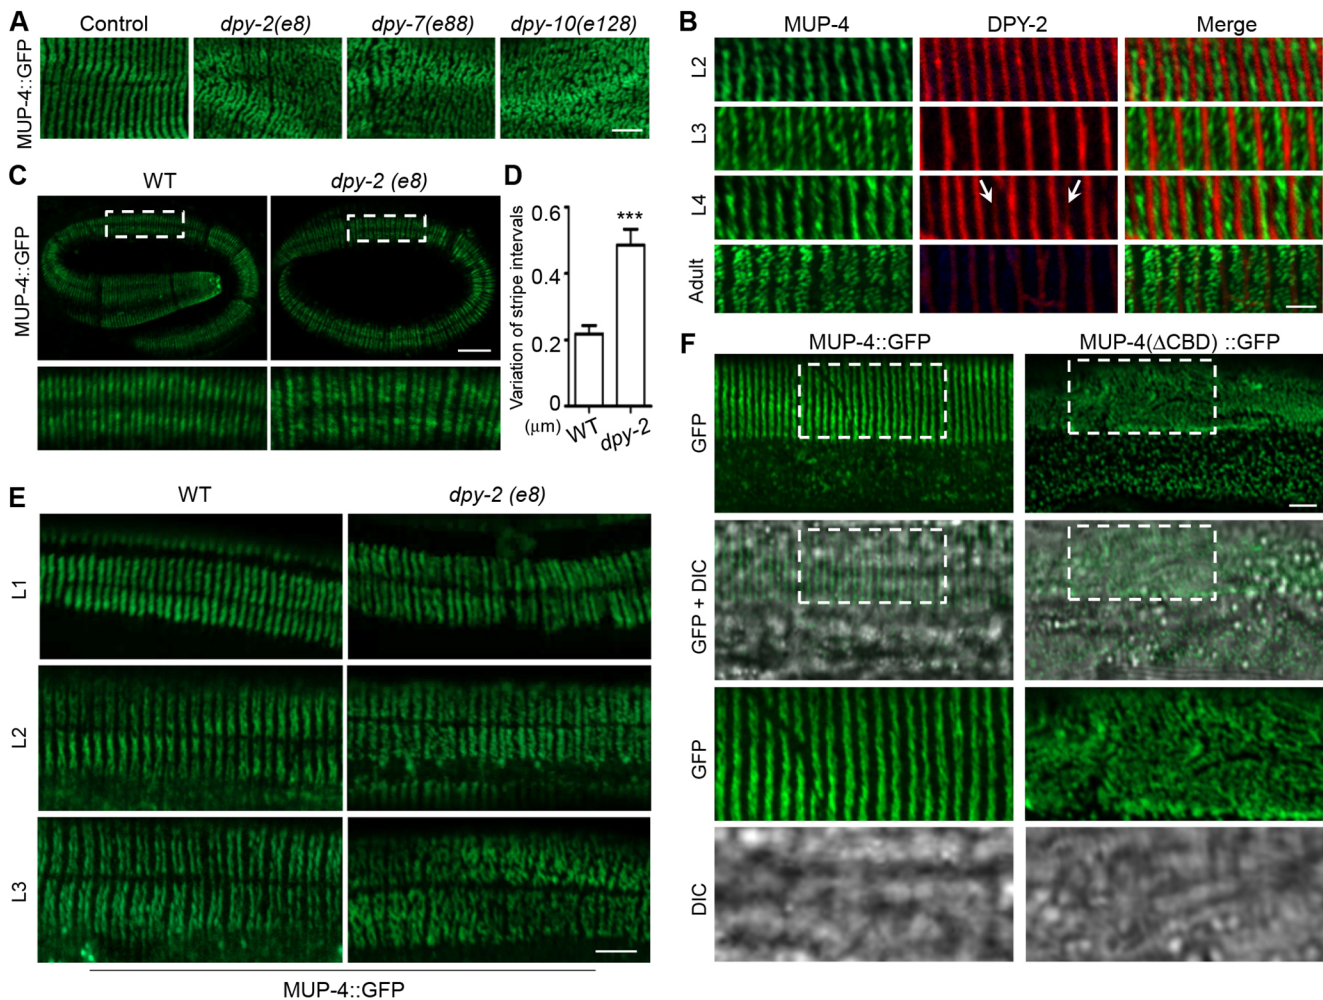 A
Control
dpy-2(e8)
dpy-7(e88)
dpy-10(e128)
MUP-4::GFP
B
MUP-4
DPY-2
Merge
L2
L3
L4
Adult
C
WT
dpy-2 (e8)
MUP-4::GFP
D
Variation of stripe intervals
(μm)
0.6
0.4
0.2
0
***
WT
dpy-2
E
WT
dpy-2 (e8)
L1
L2
L3
MUP-4::GFP
F
MUP-4::GFP
MUP-4(ΔCBD) ::GFP
GFP
GFP + DIC
GFP
DIC